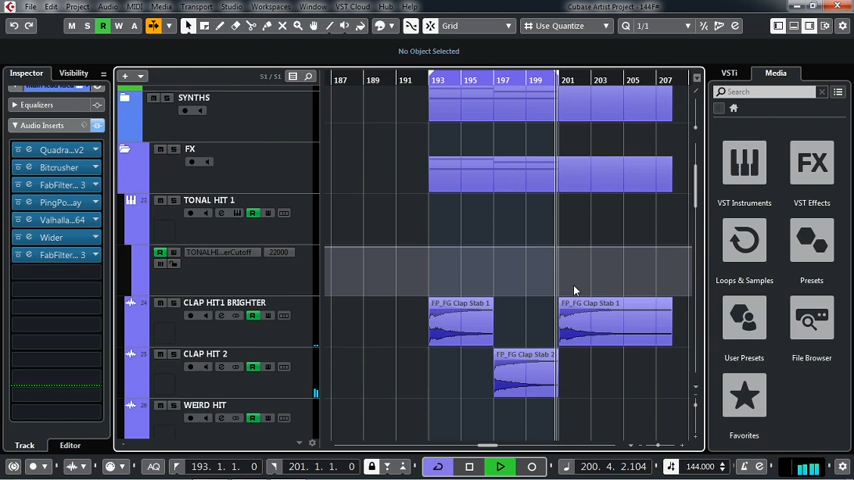 File Edit Project Audio MIDI Media Transport Studio Workspaces Window VST Cloud Hub Help
Cubase Artist Project - 144F#
M S R W A
Grid
Use Quantize
1/1
No Object Selected
Inspector Visibility
51 / 51
187 189 191 193 195 197 199 201 203 205 207
VSTi Media
Equalizers
Audio Inserts
Quadra...v2
Bitcrusher
FabFilter... 3
PingPo...ay
Valhalla...64
Wider
FabFilter... 3
M S SYNTHS
M S FX
23 M S TONAL HIT 1
R W TONALHI...erCutoff 22000
24 M S CLAP HIT1 BRIGHTER
25 M S CLAP HIT 2
26 M S WEIRD HIT
FP_FG Clap Stab 1
FP_FG Clap Stab 1
FP_FG Clap Stab 2
Search
FX
VST Instruments VST Effects
Loops & Samples Presets
User Presets File Browser
Favorites
Track Editor
AQ
193. 1. 1. 0
201. 1. 1. 0
200. 4. 2.104
144.000